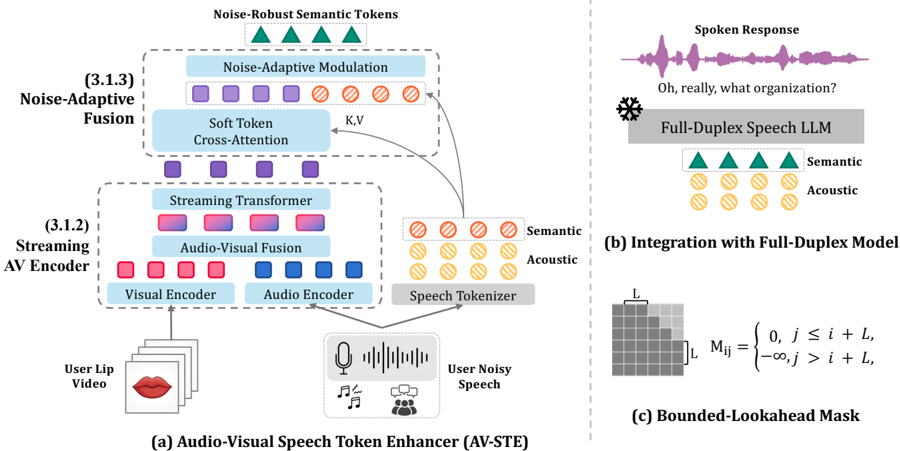 Noise-Robust Semantic Tokens
(3.1.3)
Noise-Adaptive
Fusion
Noise-Adaptive Modulation
Soft Token
Cross-Attention
K,V
(3.1.2)
Streaming
AV Encoder
Streaming Transformer
Audio-Visual Fusion
Visual Encoder
Audio Encoder
Semantic
Acoustic
Speech Tokenizer
User Lip
Video
User Noisy
Speech
(a) Audio-Visual Speech Token Enhancer (AV-STE)
Spoken Response
Oh, really, what organization?
Full-Duplex Speech LLM
Semantic
Acoustic
(b) Integration with Full-Duplex Model
L
L
M_ij = { 0, j ≤ i + L,
−∞, j > i + L,
(c) Bounded-Lookahead Mask